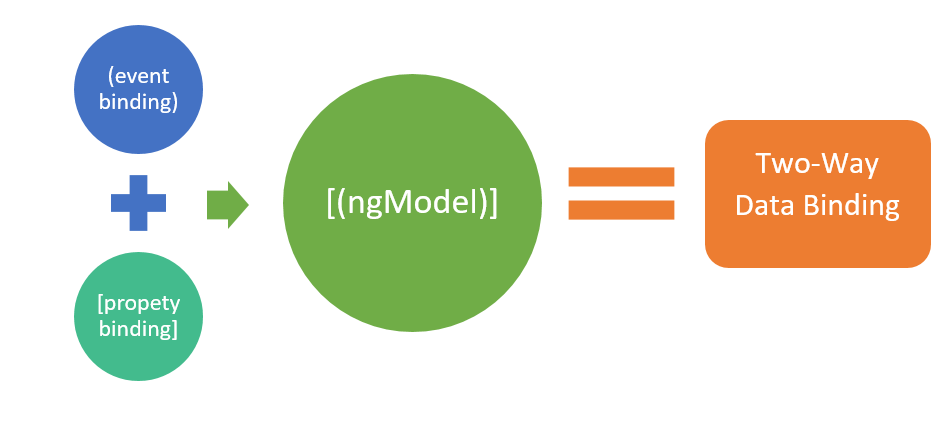 (event
binding)
[propety
binding]
[(ngModel)]
Two-Way
Data Binding